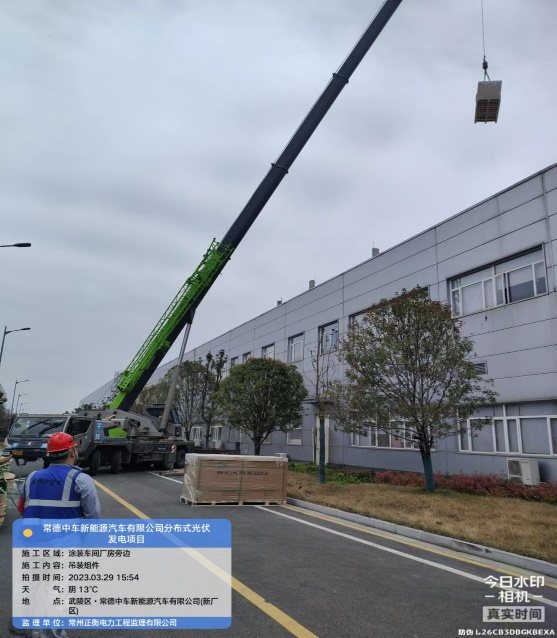 常德中车新能源汽车有限公司分布式光伏
发电项目
施工区域：涂装车间厂房旁边
施工内容：吊装组件
拍摄时间：2023.03.29 15:54
天　　气：阴 13℃
地　　点：武陵区·常德中车新能源汽车有限公司(新厂
区)
监理单位：常州正衡电力工程监理有限公司
今日水印
-相机-
真实时间
防伪 L26CB3DBGKBEXA